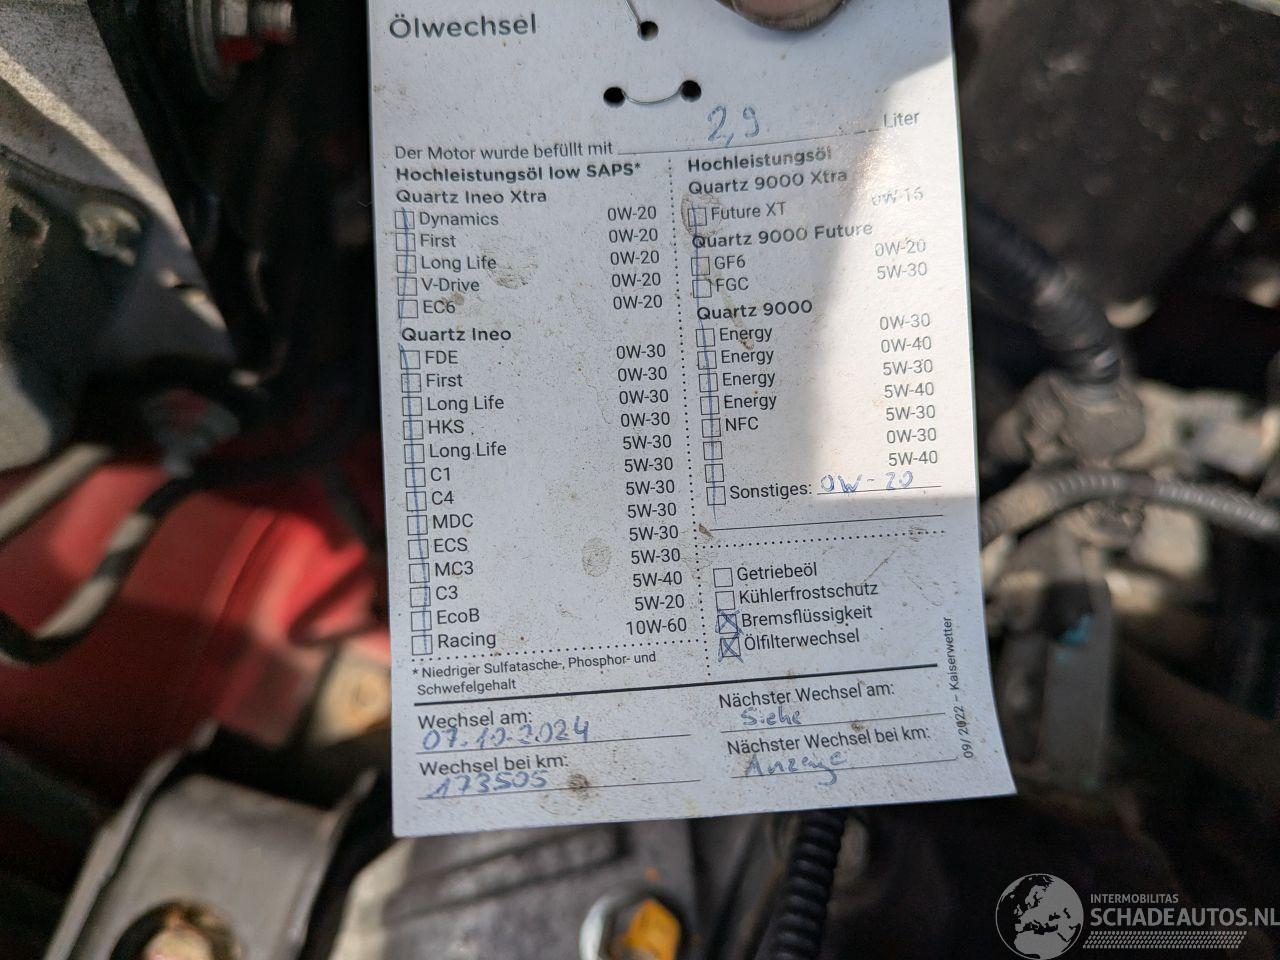 Ölwechsel
Der Motor wurde befüllt mit 2,9 Liter
Hochleistungsöl low SAPS*
Quartz Ineo Xtra
Dynamics 0W-20
First 0W-20
Long Life 0W-20
V-Drive 0W-20
EC6 0W-20
Quartz Ineo
FDE 0W-30
First 0W-30
Long Life 0W-30
HKS 0W-30
Long Life 5W-30
C1 5W-30
C4 5W-30
MDC 5W-30
ECS 5W-30
MC3 5W-30
C3 5W-40
EcoB 5W-20
Racing 10W-60
* Niedriger Sulfatasche-, Phosphor- und
Schwefelgehalt
Hochleistungsöl
Quartz 9000 Xtra
Future XT 0W-16
Quartz 9000 Future
GF6 0W-20
FGC 5W-30
Quartz 9000
Energy 0W-30
Energy 0W-40
Energy 5W-30
Energy 5W-40
NFC 5W-30
0W-30
5W-40
Sonstiges: 0W-20
Getriebeöl
Kühlerfrostschutz
Bremsflüssigkeit
Ölfilterwechsel
Wechsel am:
07.10.2024
Wechsel bei km:
173505
Nächster Wechsel am:
Siehe
Nächster Wechsel bei km:
Anzeige
09/2022 – Kaiserwetter
INTERMOBILITAS
SCHADEAUTOS.NL